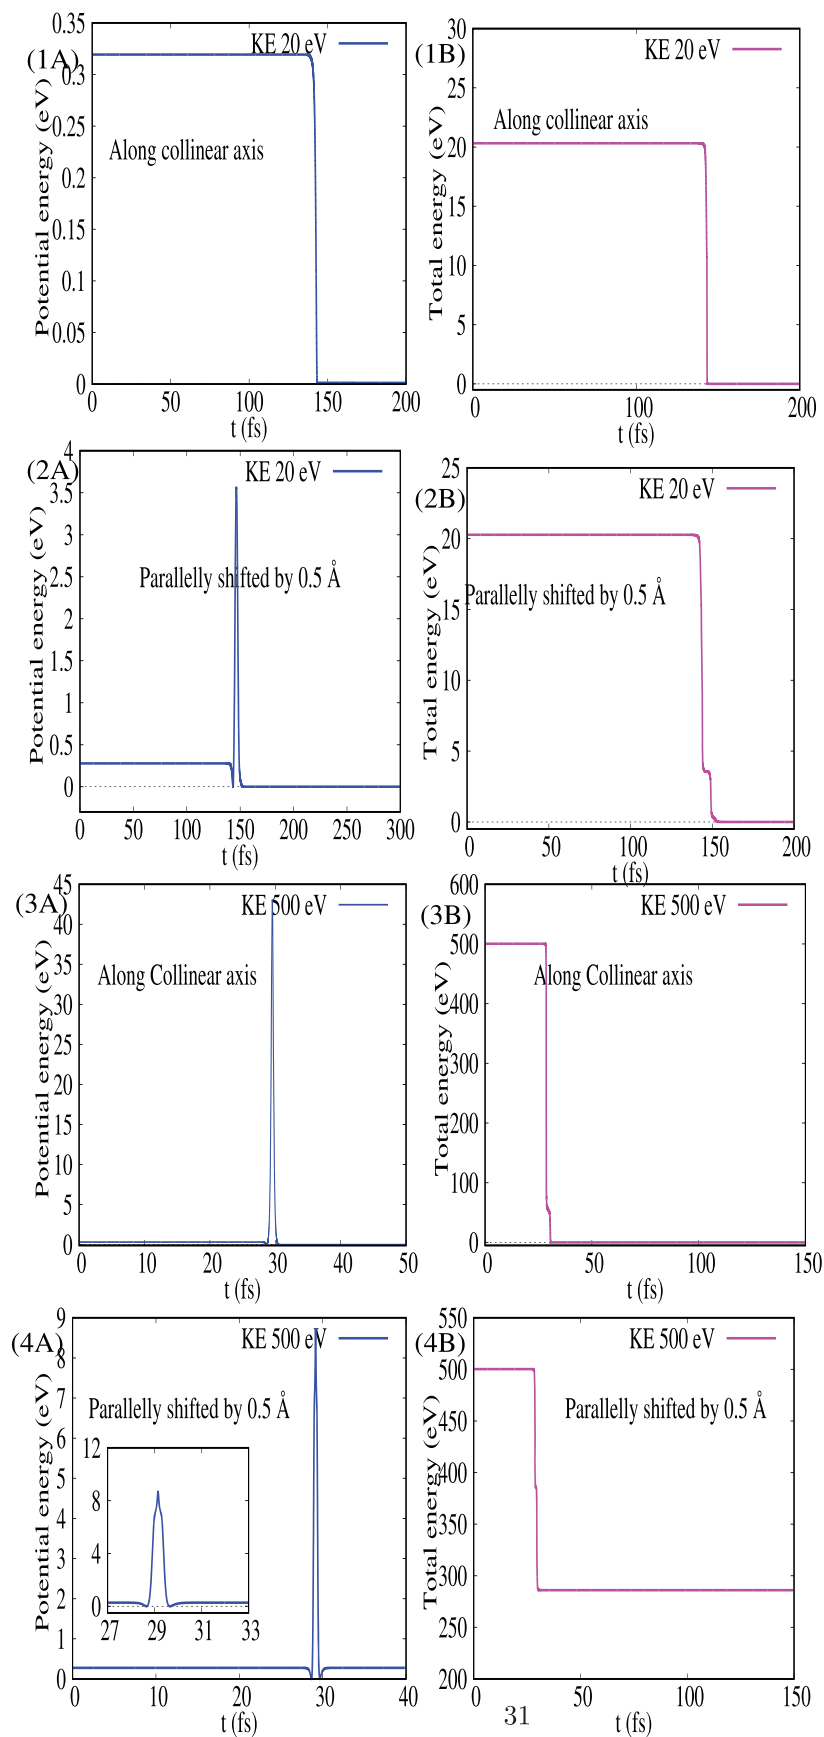 (1A)
KE 20 eV
Along collinear axis
Potential energy (eV)
0.35
0.3
0.25
0.2
0.15
0.1
0.05
0
0 50 100 150 200
t (fs)
(1B)
KE 20 eV
Along collinear axis
Total energy (eV)
30
25
20
15
10
5
0
0 100 200
t (fs)
(2A)
KE 20 eV
Parallelly shifted by 0.5 Å
Potential energy (eV)
4
3.5
3
2.5
2
1.5
1
0.5
0
0 50 100 150 200 250 300
t (fs)
(2B)
KE 20 eV
Parallelly shifted by 0.5 Å
Total energy (eV)
25
20
15
10
5
0
0 50 100 150 200
t (fs)
(3A)
KE 500 eV
Along Collinear axis
Potential energy (eV)
45
40
35
30
25
20
15
10
5
0
0 10 20 30 40 50
t (fs)
(3B)
KE 500 eV
Along Collinear axis
Total energy (eV)
600
500
400
300
200
100
0
0 50 100 150
t (fs)
(4A)
KE 500 eV
Parallelly shifted by 0.5 Å
Potential energy (eV)
9
8
7
6
5
4
3
2
1
0
12
8
4
0
27 29 31 33
0 10 20 30 40
t (fs)
(4B)
KE 500 eV
Parallelly shifted by 0.5 Å
Total energy (eV)
550
500
450
400
350
300
250
200
0 50 100 150
t (fs)
31